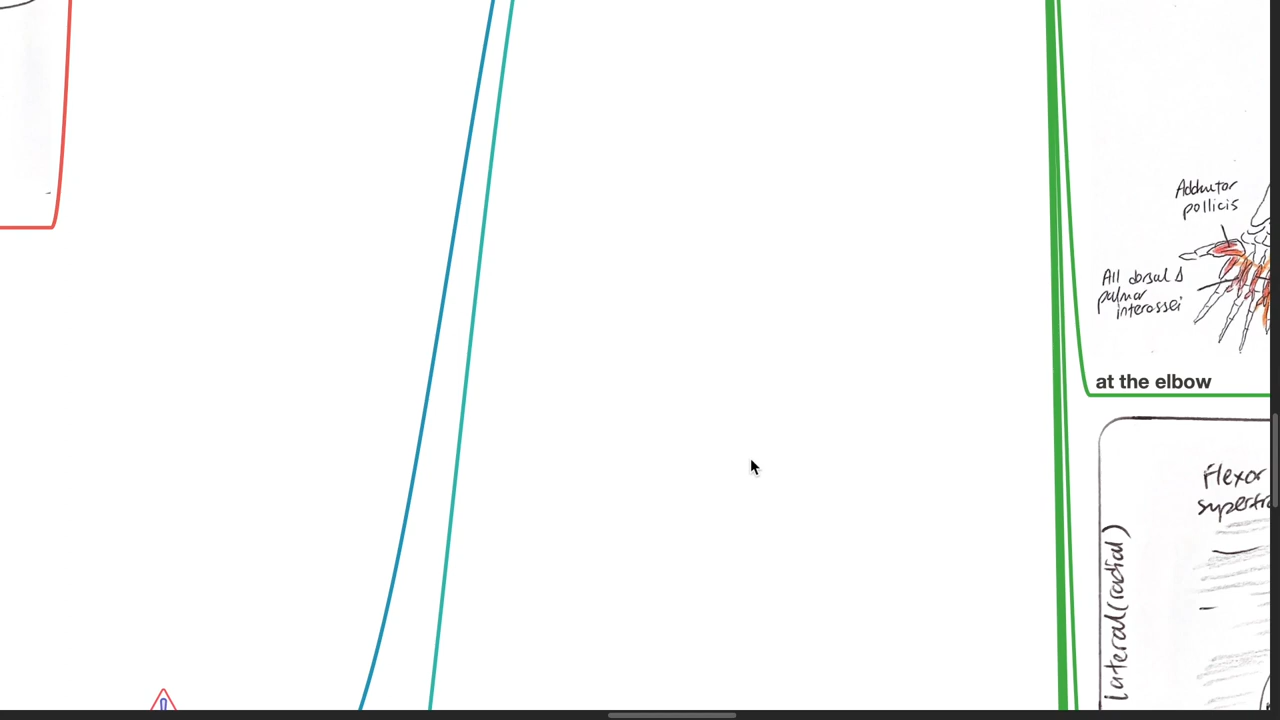 Adductor
pollicis
All dorsal &
palmar
interossei
at the elbow
Flexor
Lateral (radial)